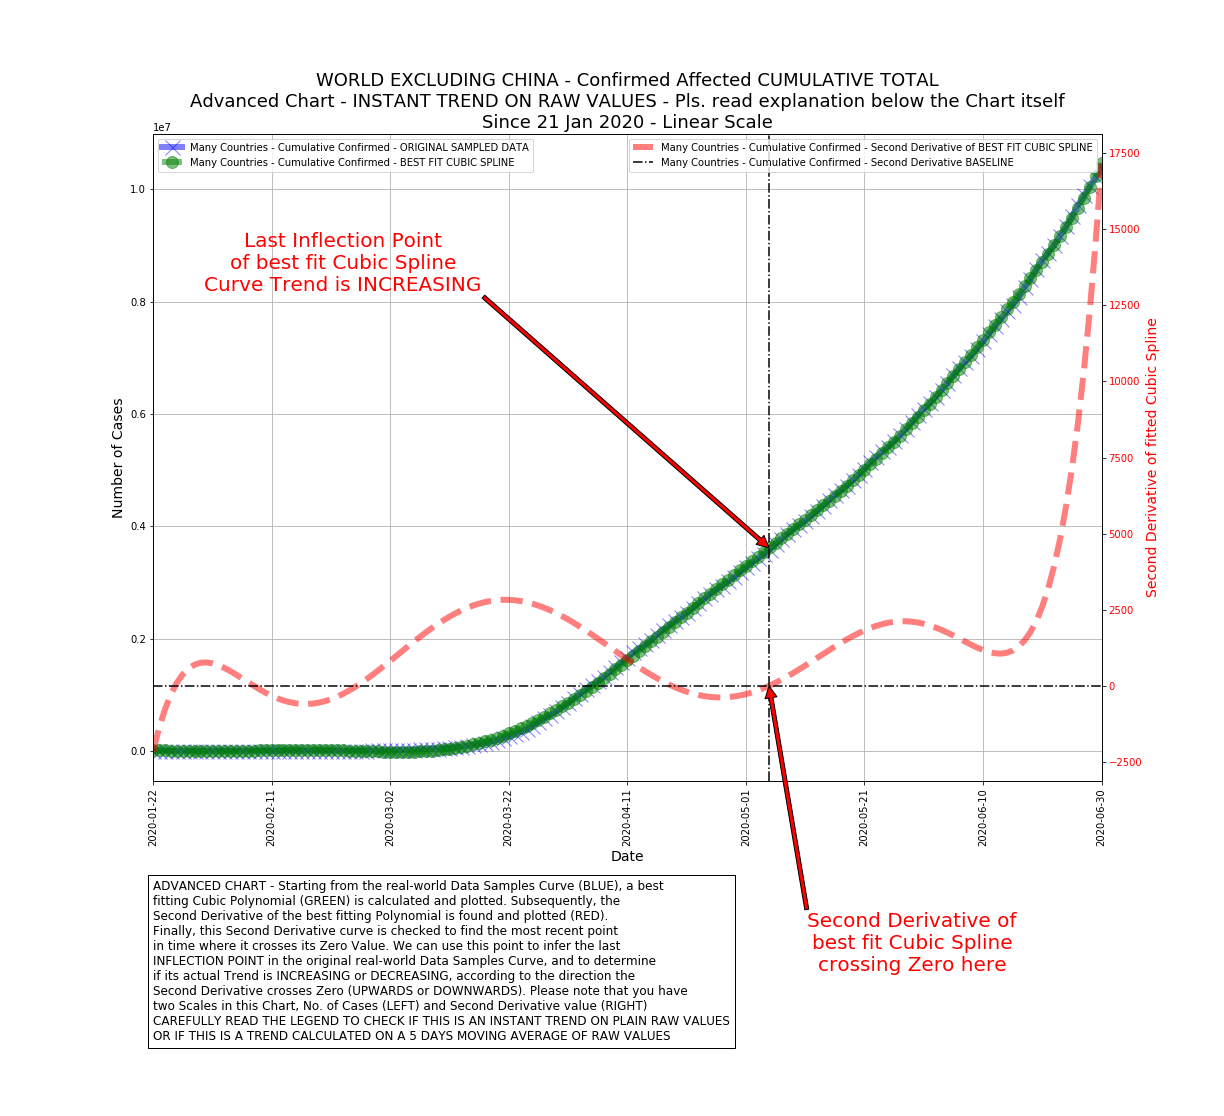 WORLD EXCLUDING CHINA - Confirmed Affected CUMULATIVE TOTAL
Advanced Chart - INSTANT TREND ON RAW VALUES - Pls. read explanation below the Chart itself
Since 21 Jan 2020 - Linear Scale
1e7
Many Countries - Cumulative Confirmed - ORIGINAL SAMPLED DATA
Many Countries - Cumulative Confirmed - BEST FIT CUBIC SPLINE
Many Countries - Cumulative Confirmed - Second Derivative of BEST FIT CUBIC SPLINE
Many Countries - Cumulative Confirmed - Second Derivative BASELINE
Last Inflection Point
of best fit Cubic Spline
Curve Trend is INCREASING
Number of Cases
1.0
0.8
0.6
0.4
0.2
0.0
17500
15000
12500
10000
7500
5000
2500
0
−2500
Second Derivative of fitted Cubic Spline
2020-01-22
2020-02-11
2020-03-02
2020-03-22
2020-04-11
2020-05-01
2020-05-21
2020-06-10
2020-06-30
Date
ADVANCED CHART - Starting from the real-world Data Samples Curve (BLUE), a best
fitting Cubic Polynomial (GREEN) is calculated and plotted. Subsequently, the
Second Derivative of the best fitting Polynomial is found and plotted (RED).
Finally, this Second Derivative curve is checked to find the most recent point
in time where it crosses its Zero Value. We can use this point to infer the last
INFLECTION POINT in the original real-world Data Samples Curve, and to determine
if its actual Trend is INCREASING or DECREASING, according to the direction the
Second Derivative crosses Zero (UPWARDS or DOWNWARDS). Please note that you have
two Scales in this Chart, No. of Cases (LEFT) and Second Derivative value (RIGHT)
CAREFULLY READ THE LEGEND TO CHECK IF THIS IS AN INSTANT TREND ON PLAIN RAW VALUES
OR IF THIS IS A TREND CALCULATED ON A 5 DAYS MOVING AVERAGE OF RAW VALUES
Second Derivative of
best fit Cubic Spline
crossing Zero here